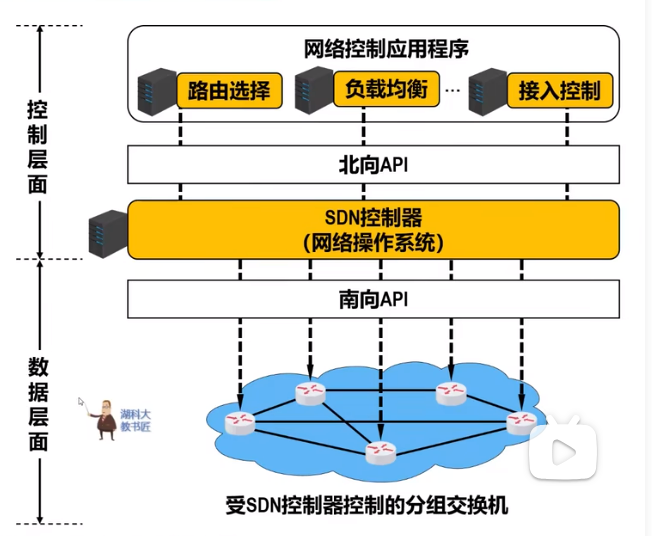 网络控制应用程序
路由选择
负载均衡
...
接入控制
控制层面
北向API
SDN控制器
(网络操作系统)
南向API
数据层面
湖科大
教书匠
受SDN控制器控制的分组交换机